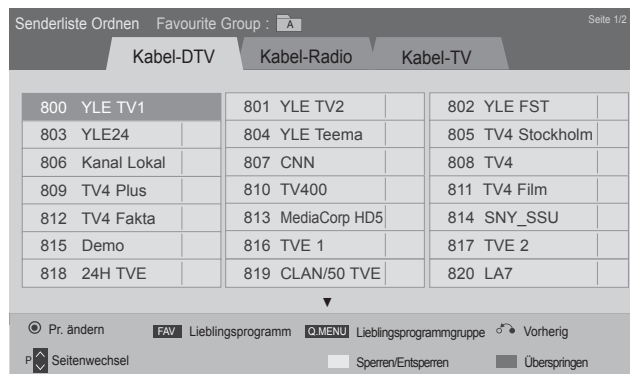 Senderliste Ordnen Favourite Group : A Seite 1/2
Kabel-DTV Kabel-Radio Kabel-TV
800 YLE TV1 801 YLE TV2 802 YLE FST
803 YLE24 804 YLE Teema 805 TV4 Stockholm
806 Kanal Lokal 807 CNN 808 TV4
809 TV4 Plus 810 TV400 811 TV4 Film
812 TV4 Fakta 813 MediaCorp HD5 814 SNY_SSU
815 Demo 816 TVE 1 817 TVE 2
818 24H TVE 819 CLAN/50 TVE 820 LA7
Pr. ändern FAV Lieblingsprogramm Q.MENU Lieblingsprogrammgruppe Vorherig
P Seitenwechsel Sperren/Entsperren Überspringen